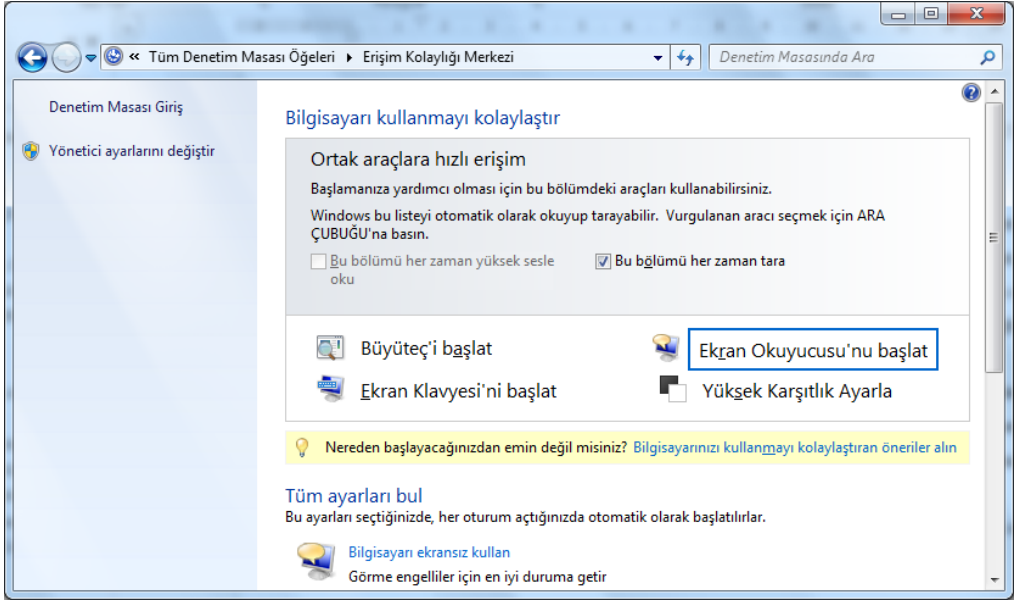 « Tüm Denetim Masası Öğeleri Erişim Kolaylığı Merkezi
Denetim Masasında Ara
Denetim Masası Giriş
Yönetici ayarlarını değiştir
Bilgisayarı kullanmayı kolaylaştır
Ortak araçlara hızlı erişim
Başlamanıza yardımcı olması için bu bölümdeki araçları kullanabilirsiniz.
Windows bu listeyi otomatik olarak okuyup tarayabilir. Vurgulanan aracı seçmek için ARA
ÇUBUĞU'na basın.
Bu bölümü her zaman yüksek sesle
oku
Bu bölümü her zaman tara
Büyüteç'i başlat
Ekran Okuyucusu'nu başlat
Ekran Klavyesi'ni başlat
Yüksek Karşıtlık Ayarla
Nereden başlayacağınızdan emin değil misiniz? Bilgisayarınızı kullanmayı kolaylaştıran öneriler alın
Tüm ayarları bul
Bu ayarları seçtiğinizde, her oturum açtığınızda otomatik olarak başlatılırlar.
Bilgisayarı ekransız kullan
Görme engelliler için en iyi duruma getir